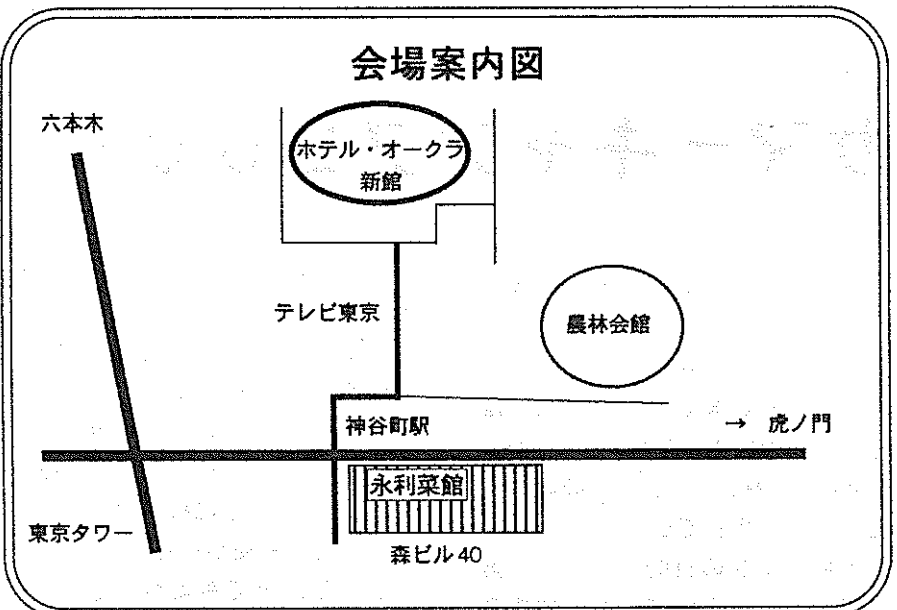 会場案内図
六本木
ホテル・オークラ
新館
テレビ東京
農林会館
神谷町駅
→ 虎ノ門
永利菜館
東京タワー
森ビル40